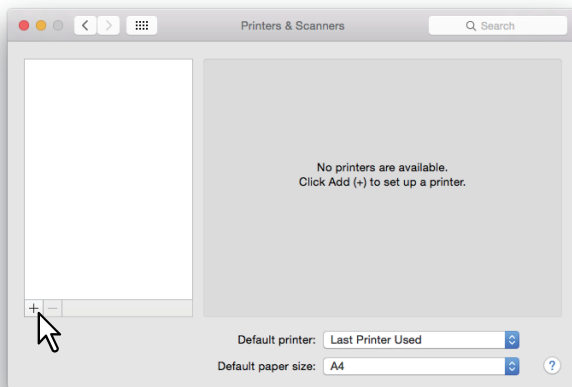 Printers & Scanners
Search
No printers are available.
Click Add (+) to set up a printer.
+ −
Default printer: Last Printer Used
Default paper size: A4 ?